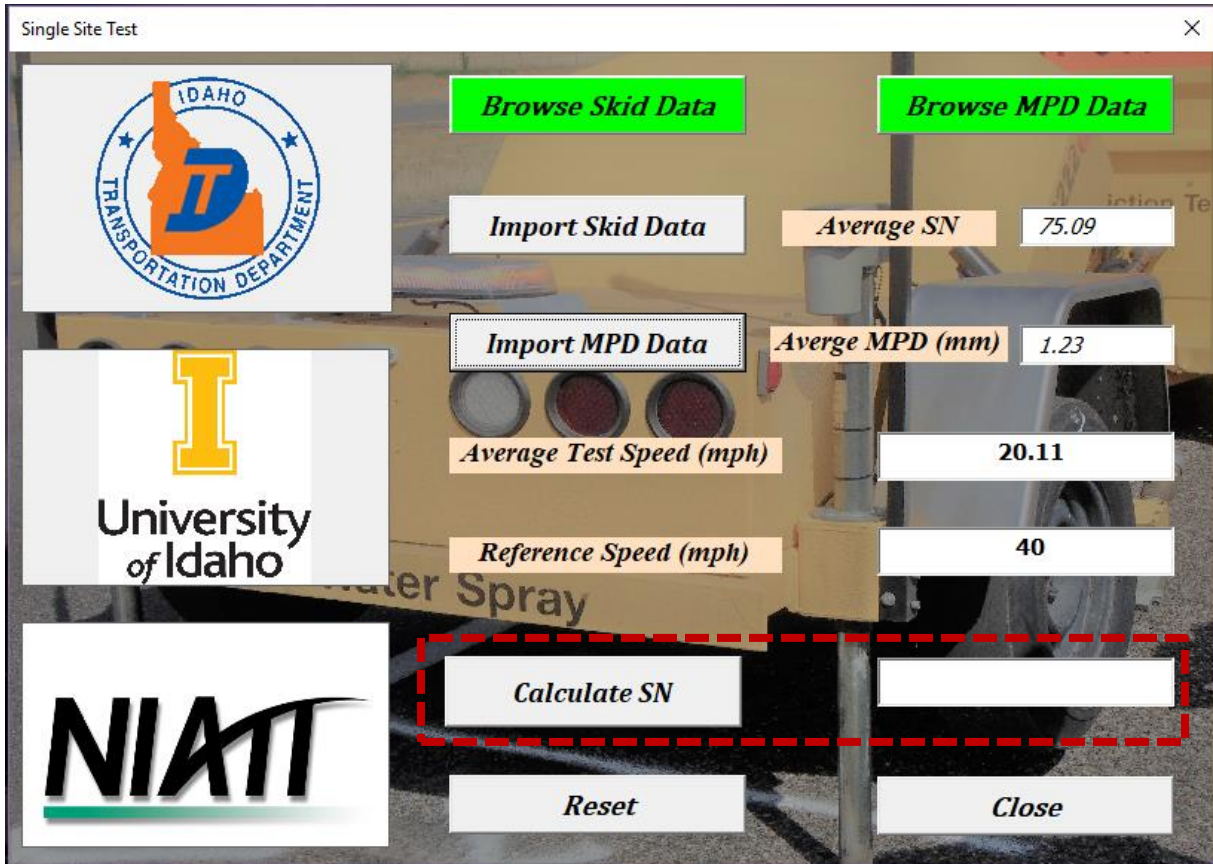 Single Site Test
IDAHO
TRANSPORTATION DEPARTMENT
Browse Skid Data
Browse MPD Data
Import Skid Data
Average SN
75.09
iction Te
Import MPD Data
Averge MPD (mm)
1.23
Average Test Speed (mph)
20.11
University
of Idaho
Reference Speed (mph)
40
ater Spray
Calculate SN
NIATT
Reset
Close